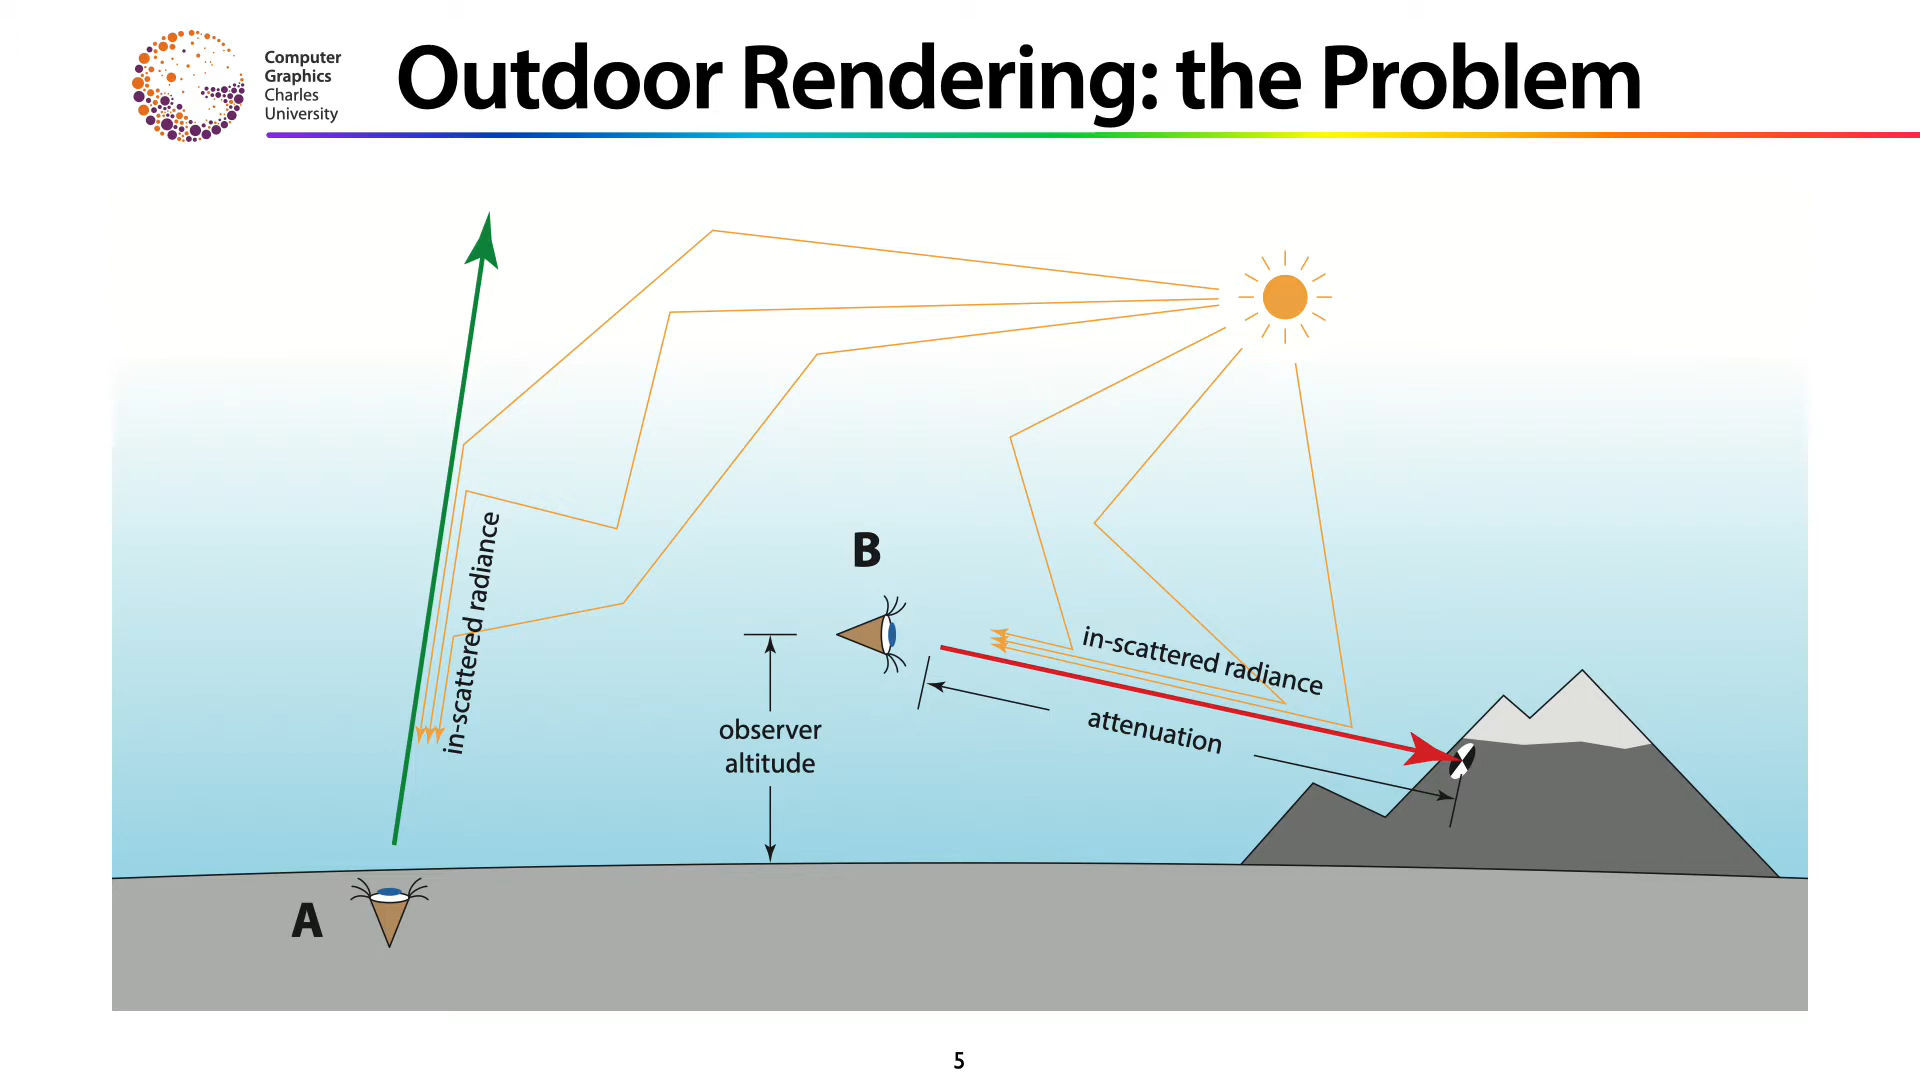 Computer
Graphics
Charles
University
Outdoor Rendering: the Problem
in-scattered radiance
B
in-scattered radiance
attenuation
observer
altitude
A
5